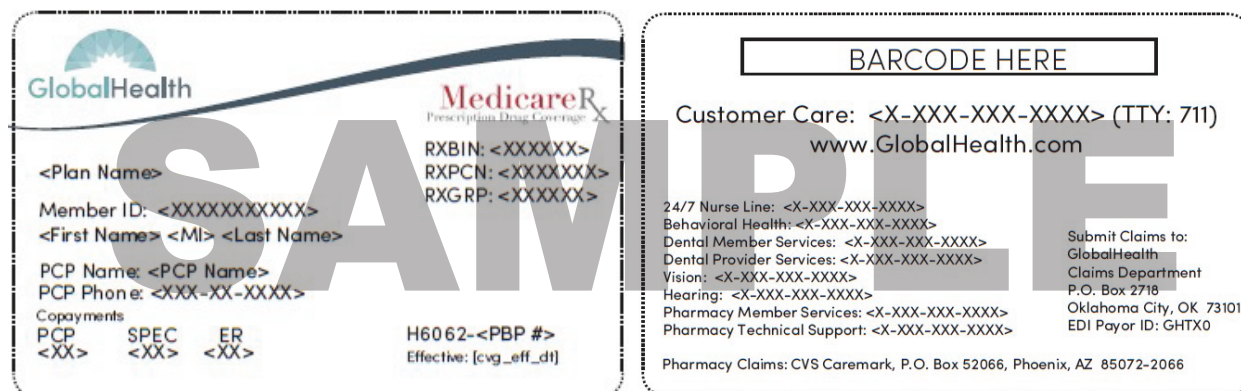 GlobalHealth
MedicareRx
Prescription Drug Coverage
RXBIN: <XXXXXX>
RXPCN: <XXXXXXX>
RXGRP: <XXXXXX>
<Plan Name>
Member ID: <XXXXXXXXXXX>
<First Name> <MI> <Last Name>
PCP Name: <PCP Name>
PCP Phone: <XXX-XX-XXXX>
Copayments
PCP SPEC ER
<XX> <XX> <XX>
H6062-<PBP #>
Effective: [cvg_eff_dt]
SAMPLE
BARCODE HERE
Customer Care: <X-XXX-XXX-XXXX> (TTY: 711)
www.GlobalHealth.com
24/7 Nurse Line: <X-XXX-XXX-XXXX>
Behavioral Health: <X-XXX-XXX-XXXX>
Dental Member Services: <X-XXX-XXX-XXXX>
Dental Provider Services: <X-XXX-XXX-XXXX>
Vision: <X-XXX-XXX-XXXX>
Hearing: <X-XXX-XXX-XXXX>
Pharmacy Member Services: <X-XXX-XXX-XXXX>
Pharmacy Technical Support: <X-XXX-XXX-XXXX>
Submit Claims to:
GlobalHealth
Claims Department
P.O. Box 2718
Oklahoma City, OK 73101
EDI Payor ID: GHTX0
Pharmacy Claims: CVS Caremark, P.O. Box 52066, Phoenix, AZ 85072-2066